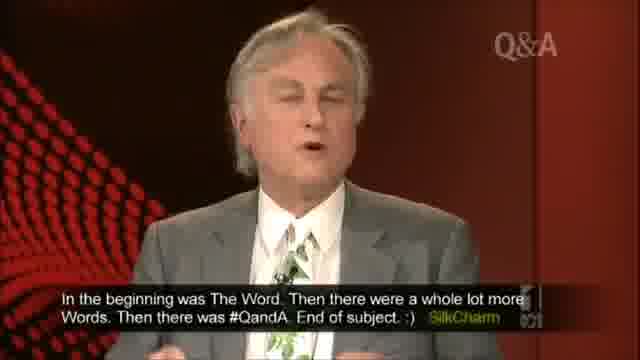 Q&A
In the beginning was The Word. Then there were a whole lot more
Words. Then there was #QandA. End of subject. :) SilkCharm